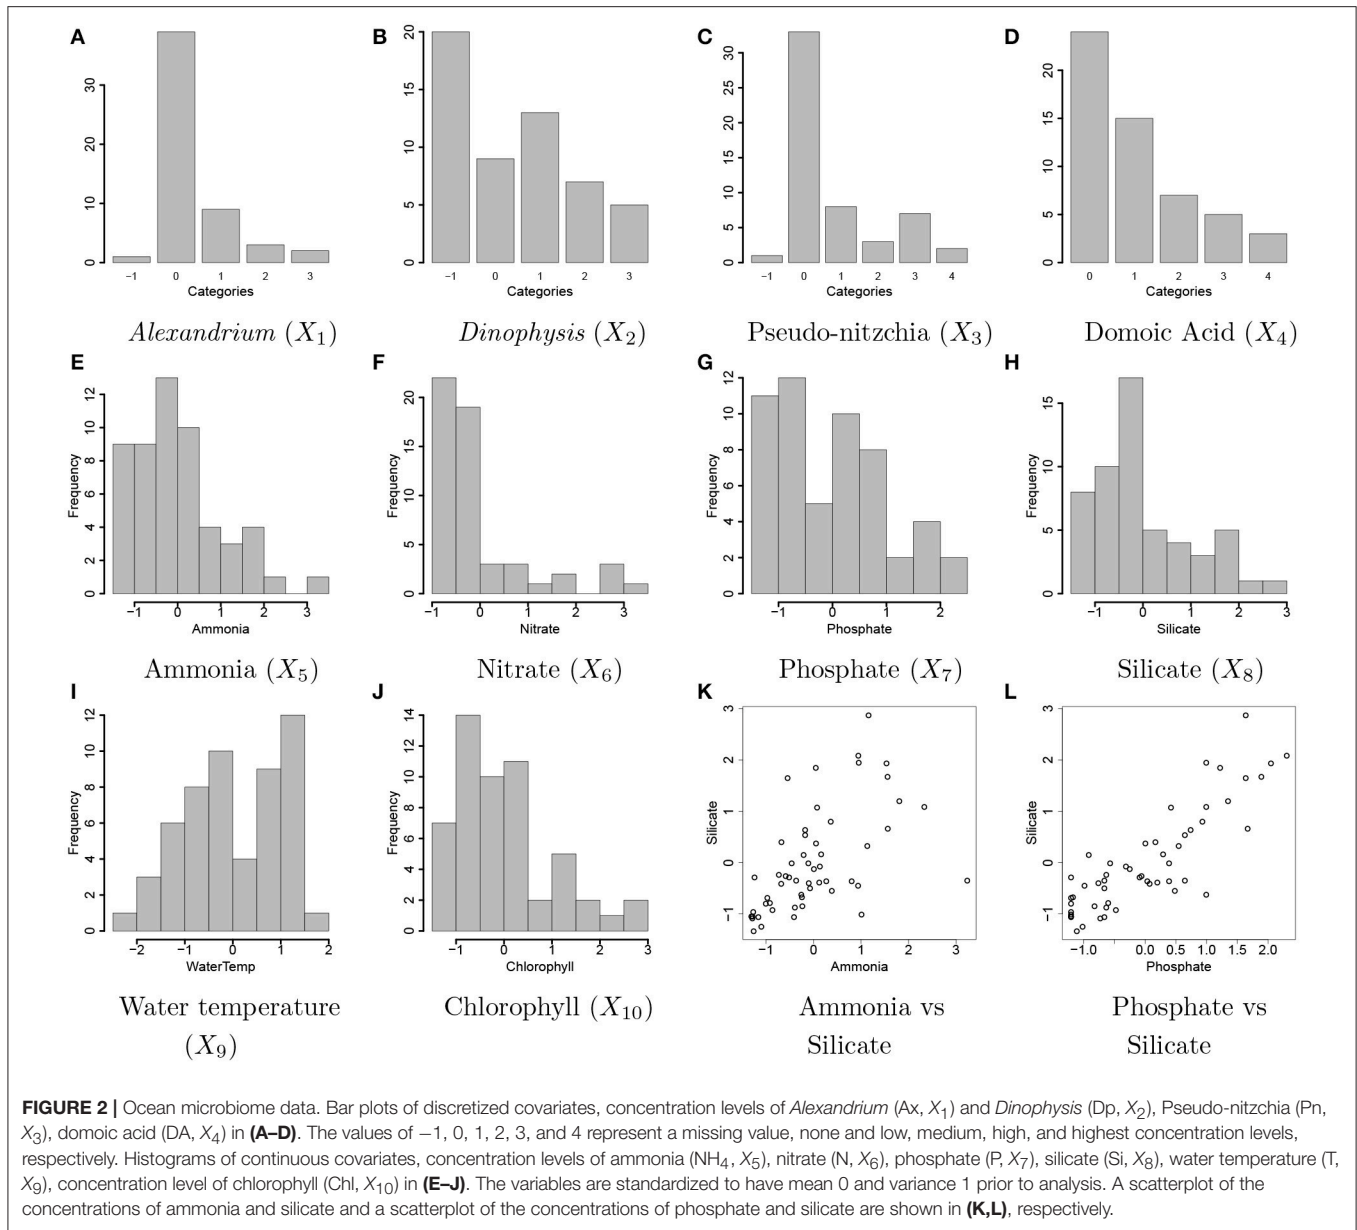 A
B
C
D
0
10
20
30
−1
0
1
2
3
Categories
0
5
10
15
20
−1
0
1
2
3
Categories
0
5
10
15
20
25
30
−1
0
1
2
3
4
Categories
0
5
10
15
20
0
1
2
3
4
Categories
Alexandrium (X1)
Dinophysis (X2)
Pseudo-nitzchia (X3)
Domoic Acid (X4)
E
F
G
H
Frequency
0
2
4
6
8
10
12
−1
0
1
2
3
Ammonia
Frequency
0
5
10
15
20
−1
0
1
2
3
Nitrate
Frequency
0
2
4
6
8
10
12
−1
0
1
2
Phosphate
Frequency
0
5
10
15
−1
0
1
2
3
Silicate
Ammonia (X5)
Nitrate (X6)
Phosphate (X7)
Silicate (X8)
I
J
K
L
Frequency
0
2
4
6
8
10
12
−2
−1
0
1
2
WaterTemp
Frequency
0
2
4
6
8
10
12
14
−1
0
1
2
3
Chlorophyll
Silicate
−1
0
1
2
3
−1
0
1
2
3
Ammonia
Silicate
−1
0
1
2
3
−1.0
0.0
0.5
1.0
1.5
2.0
Phosphate
Water temperature
(X9)
Chlorophyll (X10)
Ammonia vs
Silicate
Phosphate vs
Silicate
FIGURE 2 | Ocean microbiome data. Bar plots of discretized covariates, concentration levels of Alexandrium (Ax, X1) and Dinophysis (Dp, X2), Pseudo-nitzchia (Pn,
X3), domoic acid (DA, X4) in (A–D). The values of −1, 0, 1, 2, 3, and 4 represent a missing value, none and low, medium, high, and highest concentration levels,
respectively. Histograms of continuous covariates, concentration levels of ammonia (NH4, X5), nitrate (N, X6), phosphate (P, X7), silicate (Si, X8), water temperature (T,
X9), concentration level of chlorophyll (Chl, X10) in (E–J). The variables are standardized to have mean 0 and variance 1 prior to analysis. A scatterplot of the
concentrations of ammonia and silicate and a scatterplot of the concentrations of phosphate and silicate are shown in (K,L), respectively.